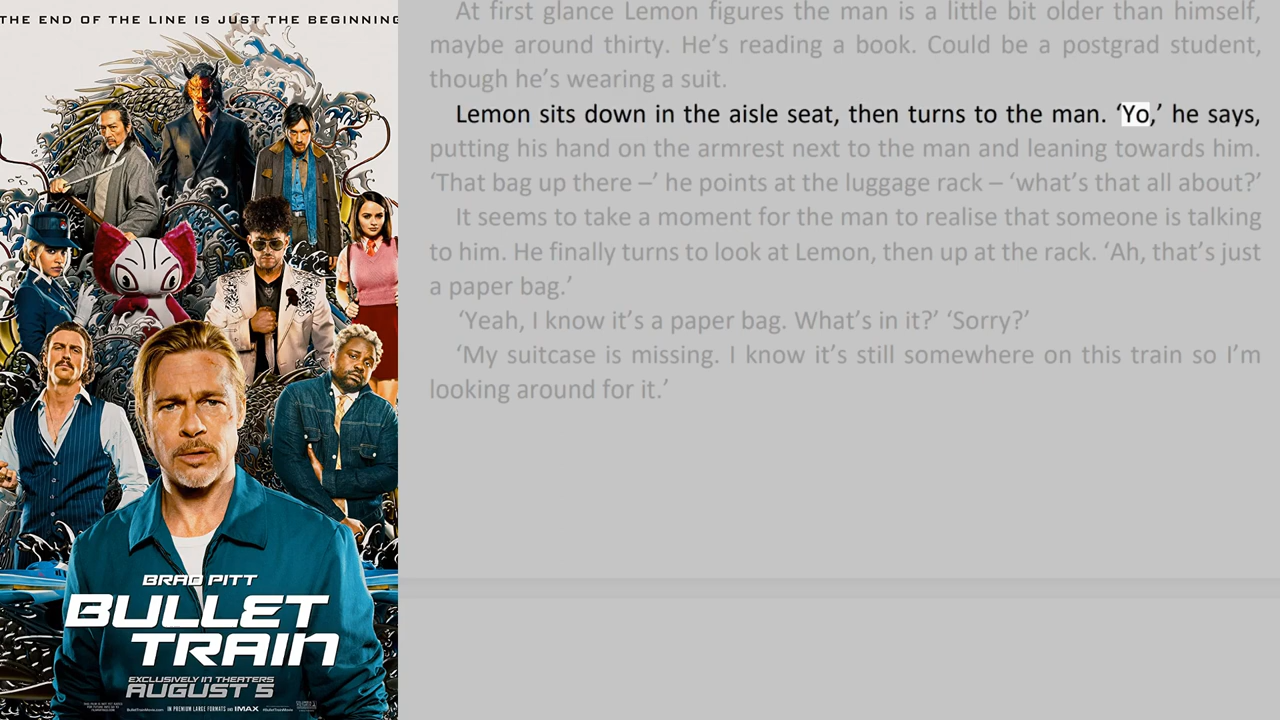 THE END OF THE LINE IS JUST THE BEGINNING
BRAD PITT
BULLET
TRAIN
EXCLUSIVELY IN THEATERS
AUGUST 5
BulletTrainMovie.com
IN PREMIUM LARGE FORMATS AND IMAX
#BulletTrainMovie
At first glance Lemon figures the man is a little bit older than himself,
maybe around thirty. He’s reading a book. Could be a postgrad student,
though he’s wearing a suit.
Lemon sits down in the aisle seat, then turns to the man. ‘Yo,’ he says,
putting his hand on the armrest next to the man and leaning towards him.
‘That bag up there –’ he points at the luggage rack – ‘what’s that all about?’
It seems to take a moment for the man to realise that someone is talking
to him. He finally turns to look at Lemon, then up at the rack. ‘Ah, that’s just
a paper bag.’
‘Yeah, I know it’s a paper bag. What’s in it?’ ‘Sorry?’
‘My suitcase is missing. I know it’s still somewhere on this train so I’m
looking around for it.’